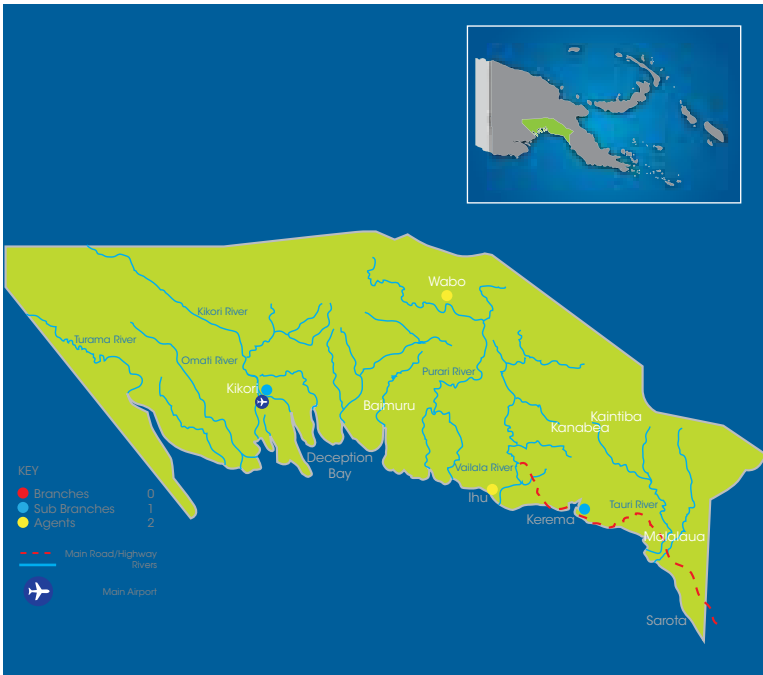 Wabo
Kikori River
Turama River
Omati River
Purari River
Kikori
Baimuru
Kaintiba
Kanabea
Deception
Bay
Vailala River
KEY
Branches 0
Sub Branches 1
Agents 2
Ihu
Tauri River
Kerema
Malalaua
Main Road/Highway
Rivers
Main Airport
Sarota